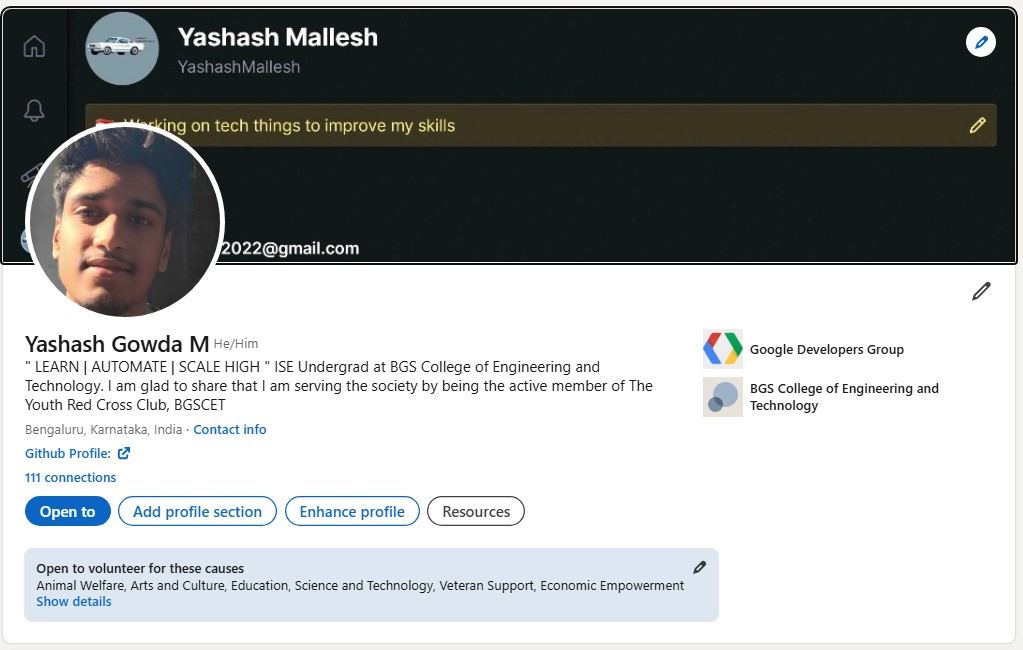 Yashash Mallesh
YashashMallesh
Working on tech things to improve my skills
2022@gmail.com
Yashash Gowda M He/Him
" LEARN | AUTOMATE | SCALE HIGH " ISE Undergrad at BGS College of Engineering and
Technology. I am glad to share that I am serving the society by being the active member of The
Youth Red Cross Club, BGSCET
Bengaluru, Karnataka, India · Contact info
Github Profile:
111 connections
Open to
Add profile section
Enhance profile
Resources
Google Developers Group
BGS College of Engineering and
Technology
Open to volunteer for these causes
Animal Welfare, Arts and Culture, Education, Science and Technology, Veteran Support, Economic Empowerment
Show details